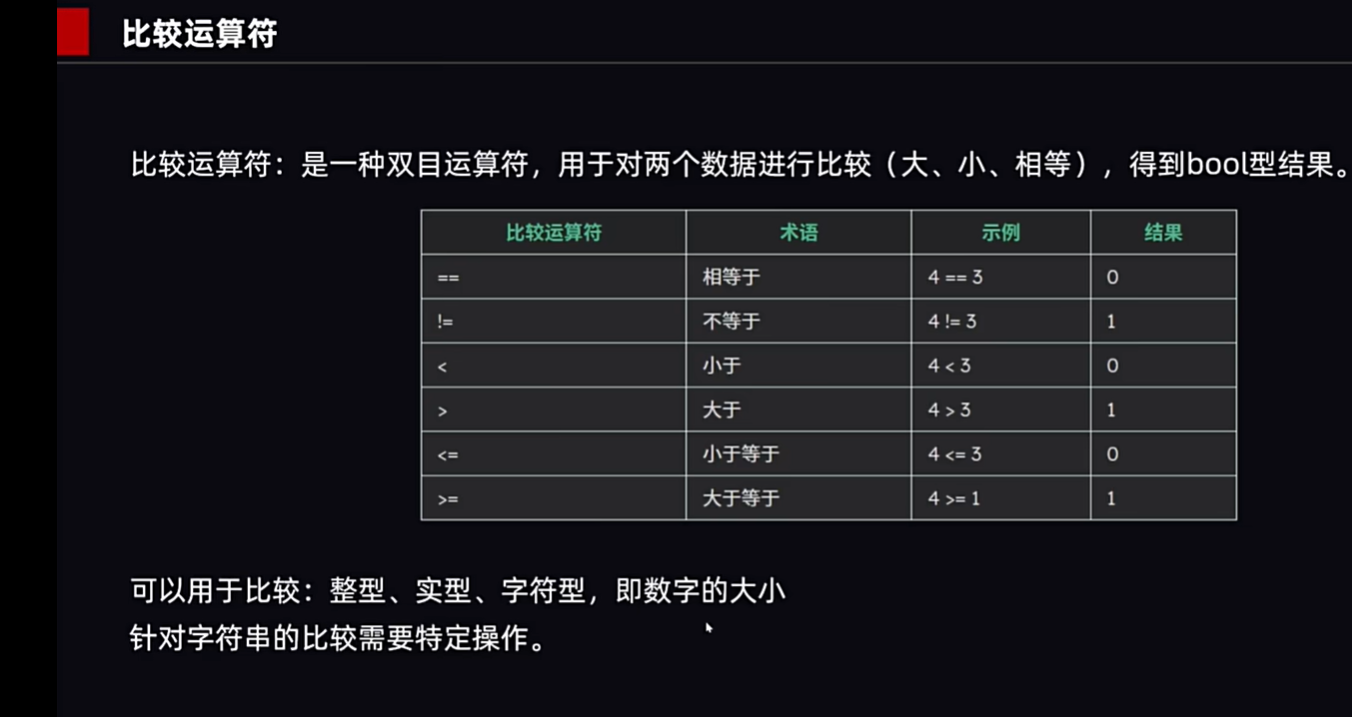 比较运算符
比较运算符：是一种双目运算符，用于对两个数据进行比较（大、小、相等），得到bool型结果。
比较运算符 术语 示例 结果
== 相等于 4 == 3 0
!= 不等于 4 != 3 1
< 小于 4 < 3 0
> 大于 4 > 3 1
<= 小于等于 4 <= 3 0
>= 大于等于 4 >= 1 1
可以用于比较：整型、实型、字符型，即数字的大小
针对字符串的比较需要特定操作。